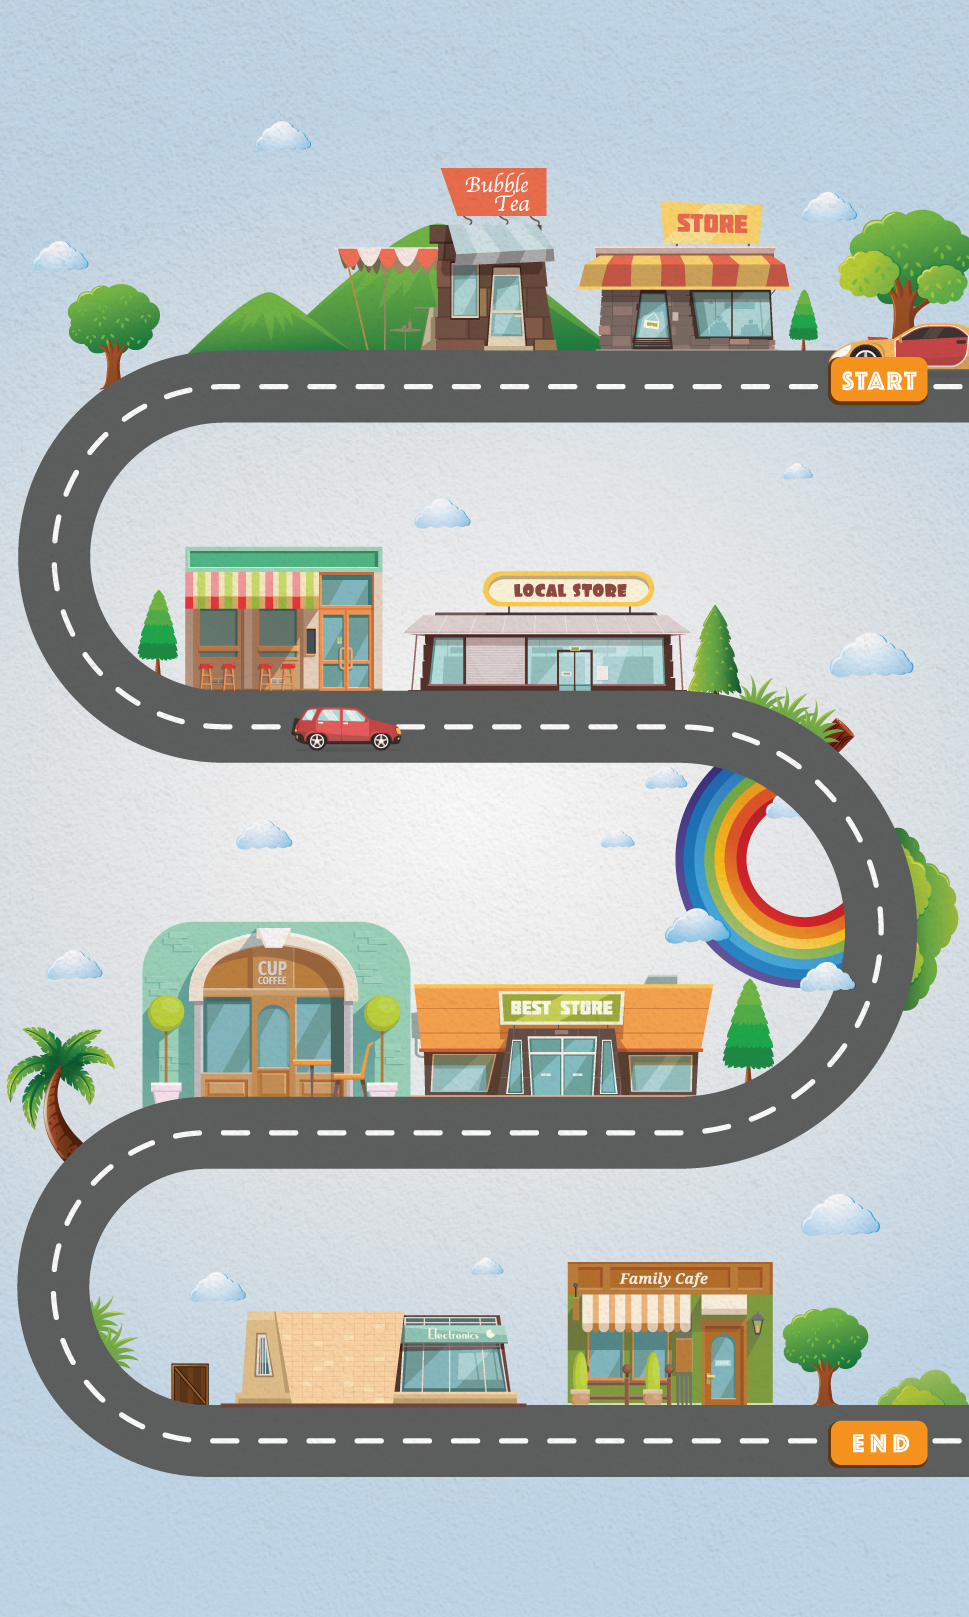 Bubble
Tea
STORE
START
LOCAL STORE
CUP
COFFEE
BEST STORE
Family Cafe
Electronics
END